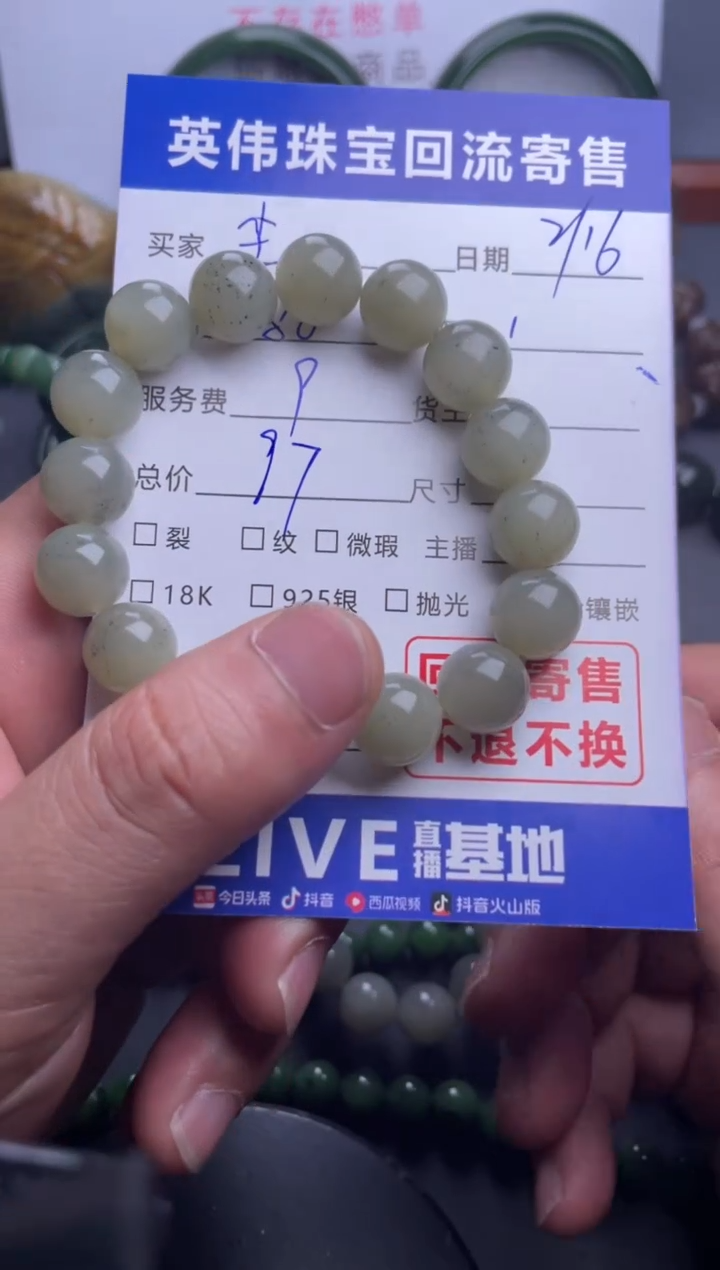 不存在憋单
商品
英伟珠宝回流寄售
买家 日期 2/16
80
服务费 9 货主
总价 97 尺寸
裂 纹 微瑕 主播
18K 925银 抛光 镶嵌
寄售
不退不换
LIVE 直播基地
今日头条 抖音 西瓜视频 抖音火山版